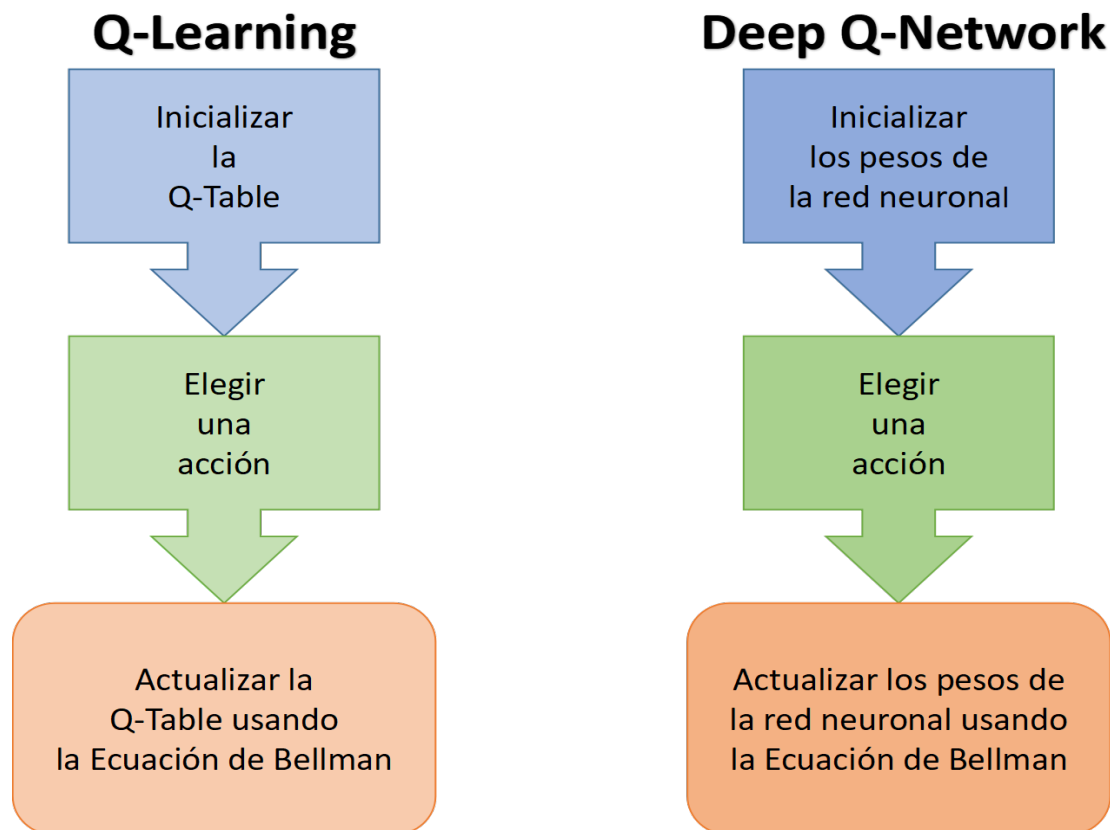 Q-Learning
Inicializar
la
Q-Table
Elegir
una
acción
Actualizar la
Q-Table usando
la Ecuación de Bellman
Deep Q-Network
Inicializar
los pesos de
la red neuronal
Elegir
una
acción
Actualizar los pesos de
la red neuronal usando
la Ecuación de Bellman